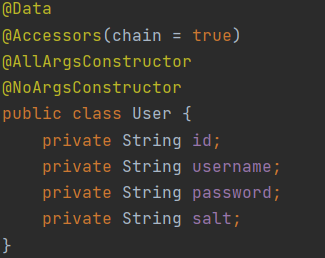 @Data
@Accessors(chain = true)
@AllArgsConstructor
@NoArgsConstructor
public class User {
    private String id;
    private String username;
    private String password;
    private String salt;
}